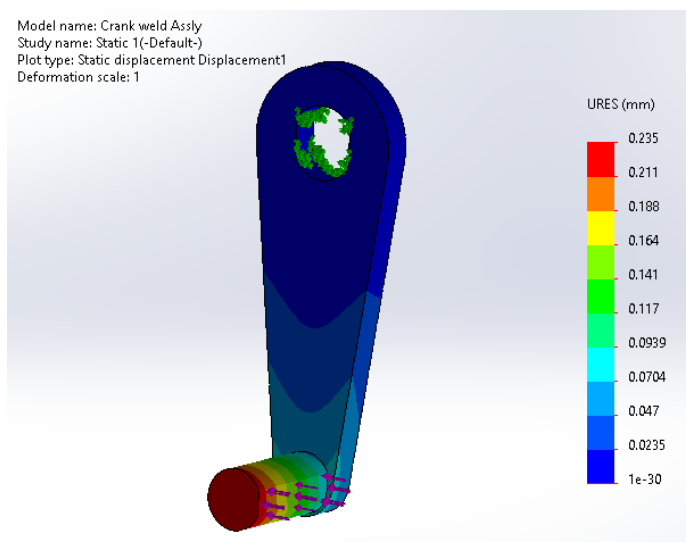 Model name: Crank weld Assly
Study name: Static 1(-Default-)
Plot type: Static displacement Displacement1
Deformation scale: 1
URES (mm)
0.235
0.211
0.188
0.164
0.141
0.117
0.0939
0.0704
0.047
0.0235
1e-30